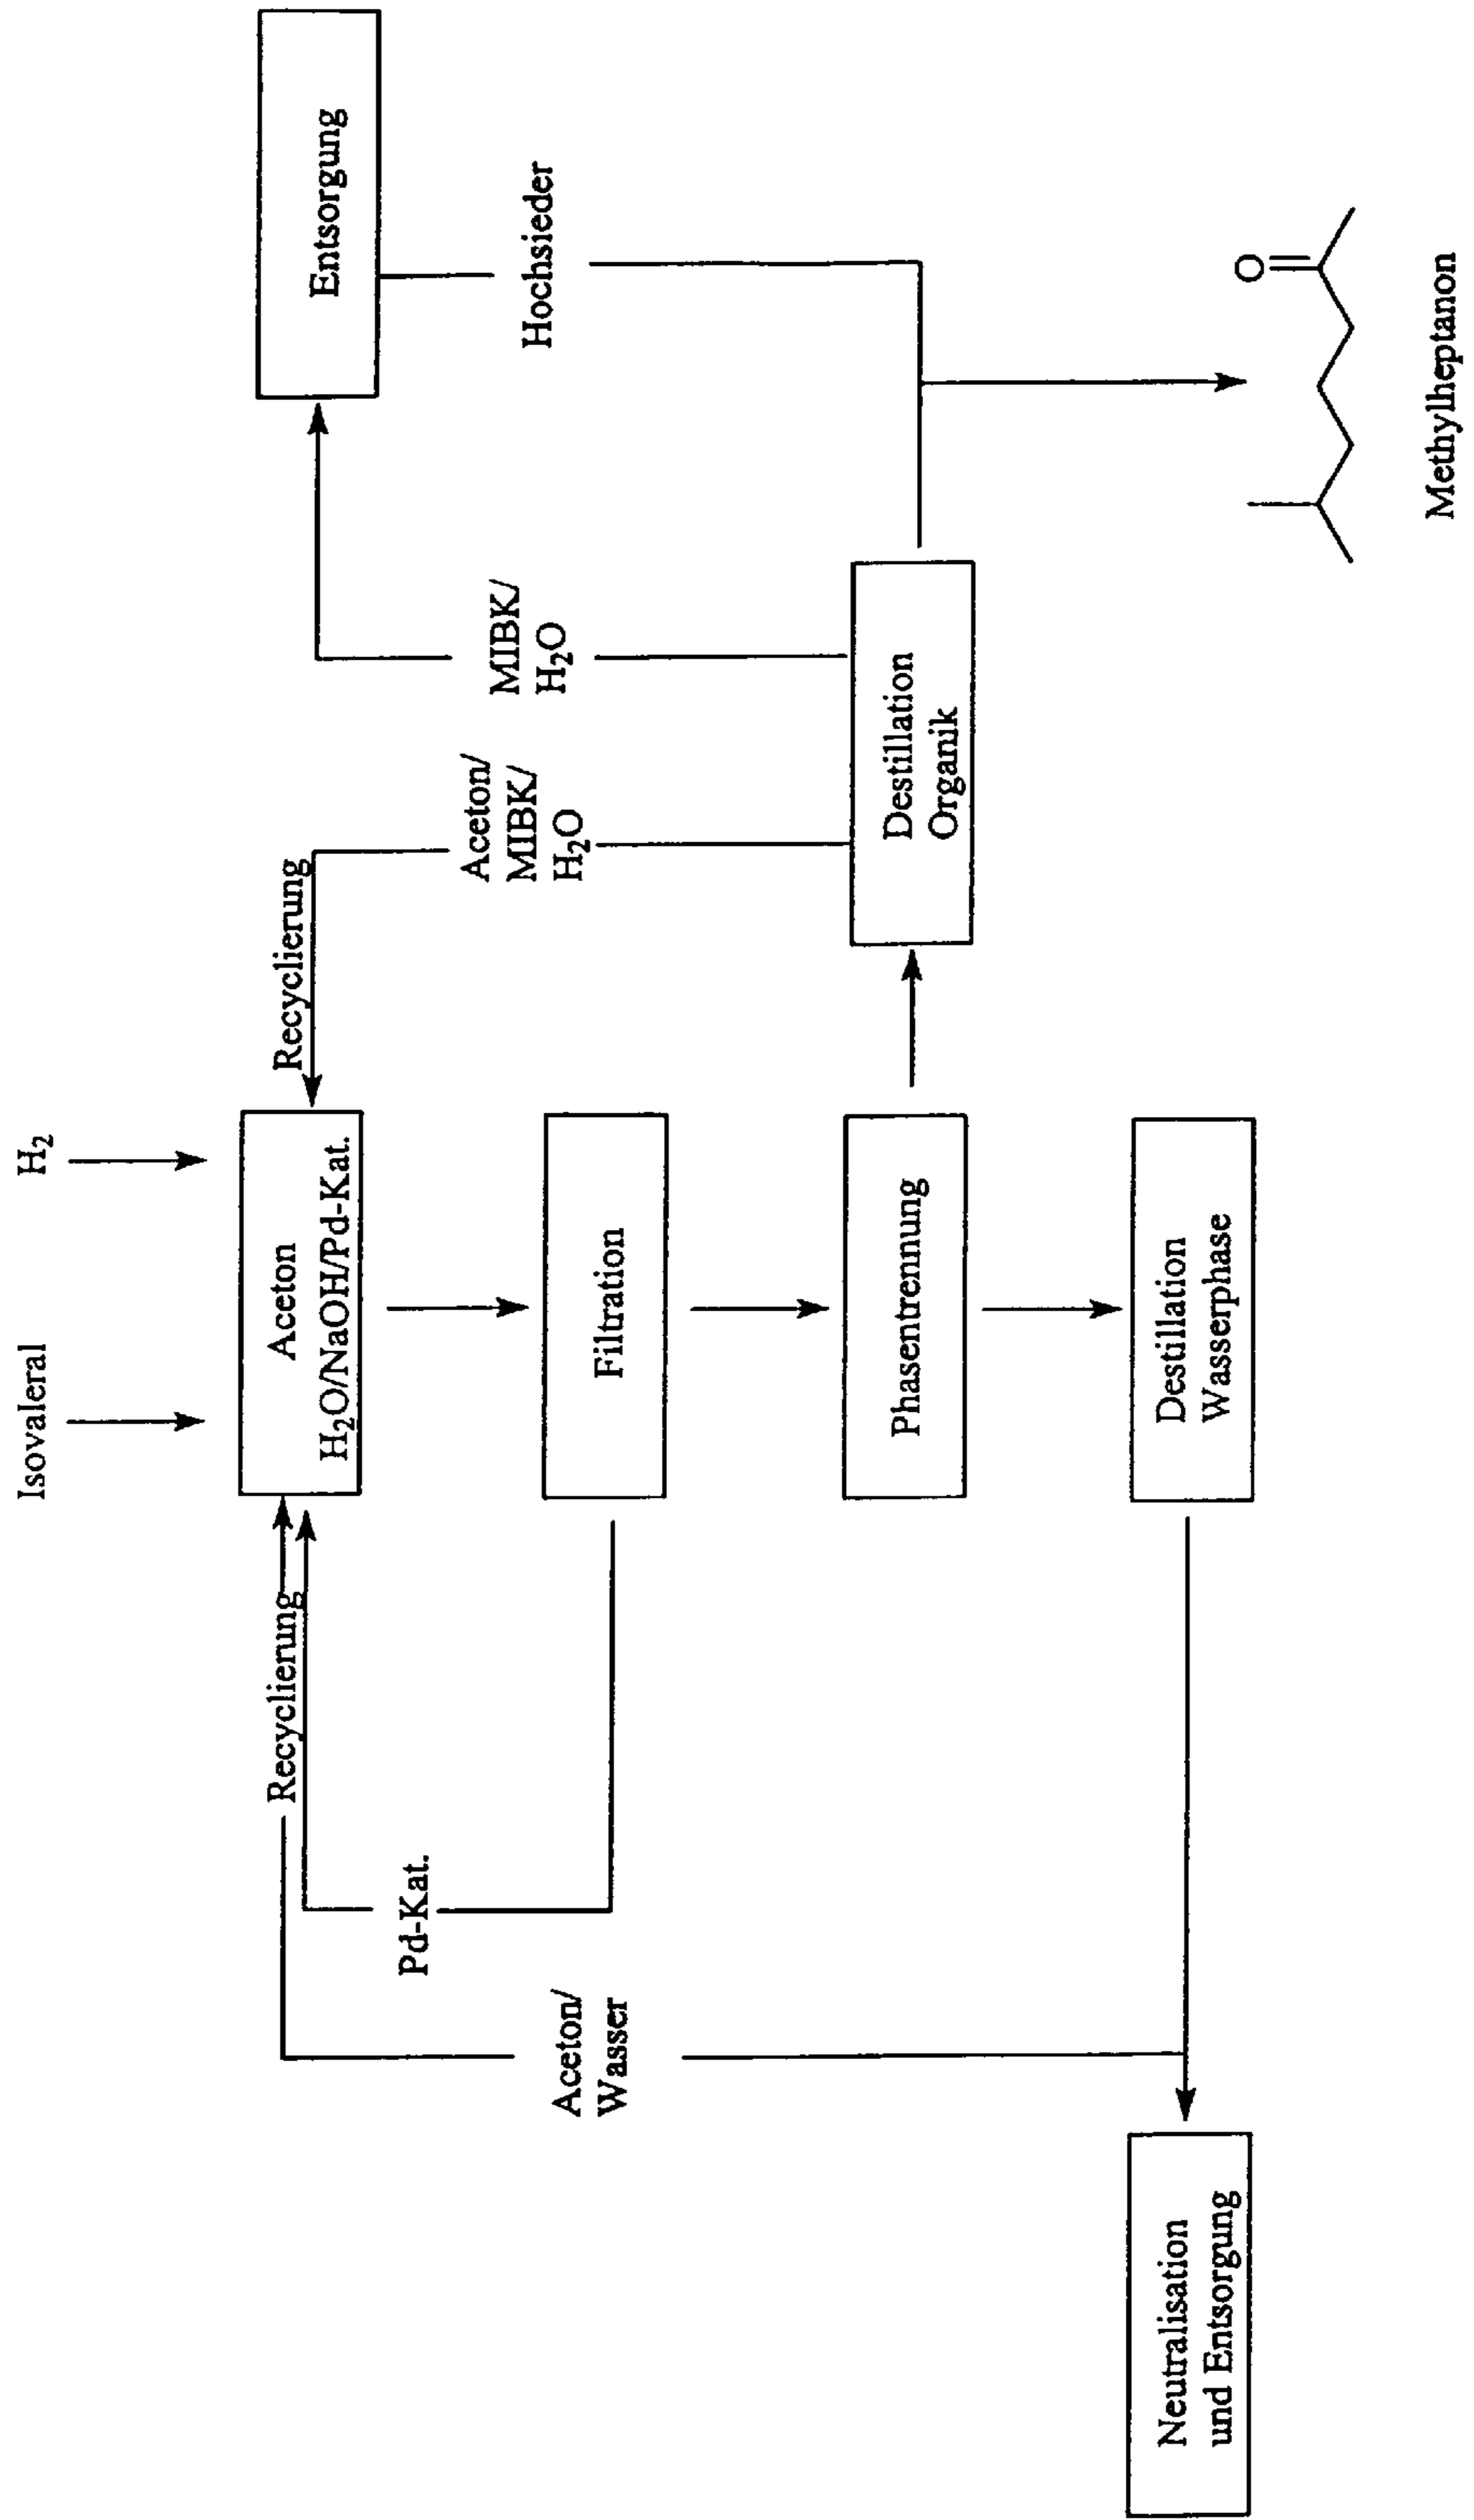 Isovaleral
H₂
Aceton
H₂O/NaOH/Pd-Kat.
Recyclierung
Recyclierung
Entsorgung
Pd-Kat.
Aceton/
Wasser
Filtration
Aceton/
MIBK/
H₂O
MIBK/
H₂O
Hochsieder
Phasentrennung
Destillation
Organik
Neutralisation
und Entsorgung
Destillation
Wasserphase
O
Methylheptanon